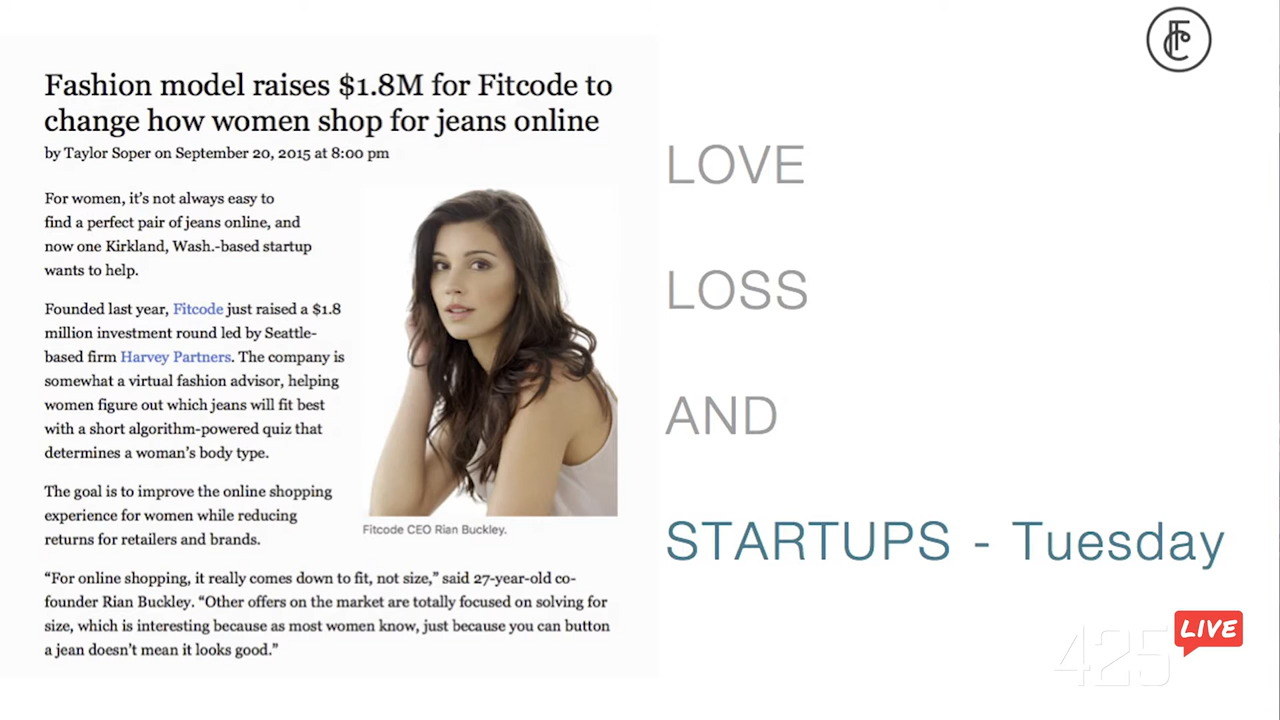 Fashion model raises $1.8M for Fitcode to
change how women shop for jeans online
by Taylor Soper on September 20, 2015 at 8:00 pm
For women, it's not always easy to
find a perfect pair of jeans online, and
now one Kirkland, Wash.-based startup
wants to help.
Founded last year, Fitcode just raised a $1.8
million investment round led by Seattle-
based firm Harvey Partners. The company is
somewhat a virtual fashion advisor, helping
women figure out which jeans will fit best
with a short algorithm-powered quiz that
determines a woman's body type.
The goal is to improve the online shopping
experience for women while reducing
returns for retailers and brands.
Fitcode CEO Rian Buckley.
“For online shopping, it really comes down to fit, not size,” said 27-year-old co-
founder Rian Buckley. “Other offers on the market are totally focused on solving for
size, which is interesting because as most women know, just because you can button
a jean doesn't mean it looks good.”
FC
LOVE
LOSS
AND
STARTUPS - Tuesday
425
LIVE